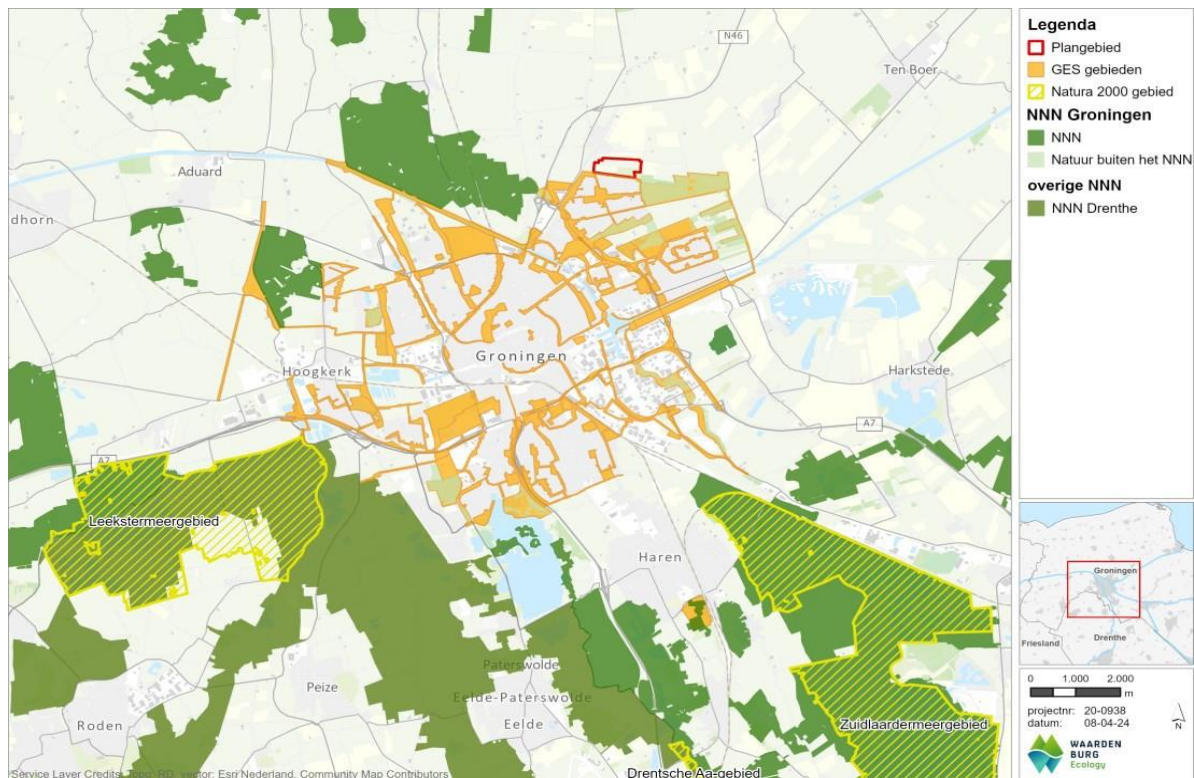 N46
Ten Boer
Aduard
dhorn
Groningen
Hoogkerk
Harkstede
A7
A7
Leekstermeergebied
Haren
Paterswolde
Peize
Eelde-Paterswolde
Eelde
Roden
Zuidlaardermeergebied
Drentsche Aa-gebied
Service Layer Credits: Topo RD, vector: Esri Nederland, Community Map Contributors
Legenda
Plangebied
GES gebieden
Natura 2000 gebied
NNN Groningen
NNN
Natuur buiten het NNN
overige NNN
NNN Drenthe
Groningen
Friesland
Drenthe
0 1.000 2.000
m
projectnr: 20-0938
datum: 08-04-24
N
WAARDEN
BURG
Ecology